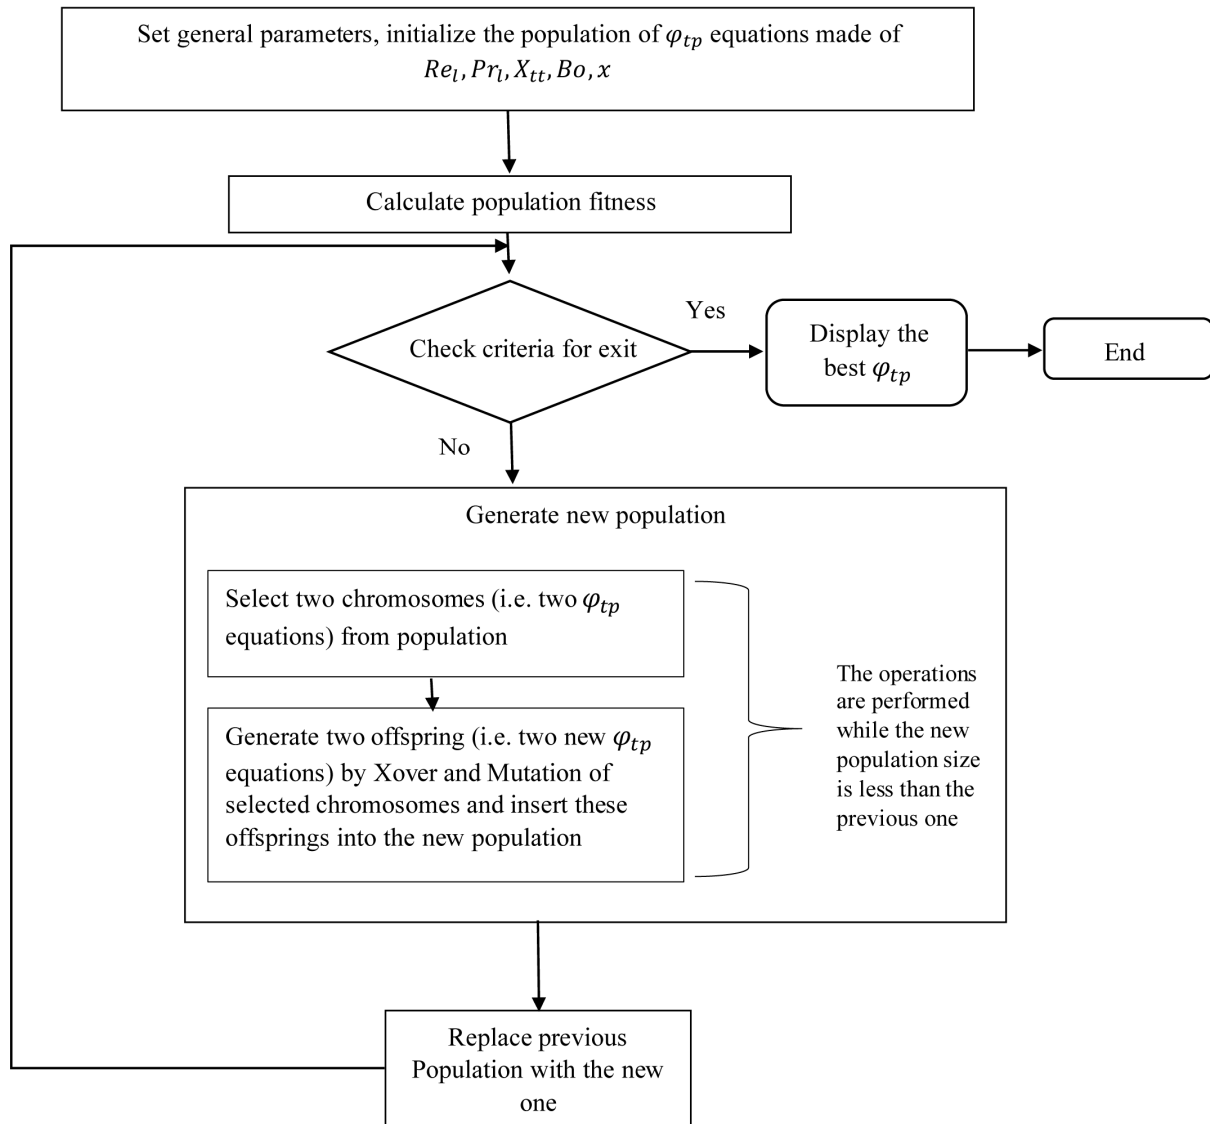 Set general parameters, initialize the population of φ_tp equations made of
Re_l, Pr_l, X_tt, Bo, x
Calculate population fitness
Check criteria for exit
Yes
Display the
best φ_tp
End
No
Generate new population
Select two chromosomes (i.e. two φ_tp
equations) from population
Generate two offspring (i.e. two new φ_tp
equations) by Xover and Mutation of
selected chromosomes and insert these
offsprings into the new population
The operations
are performed
while the new
population size
is less than the
previous one
Replace previous
Population with the new
one